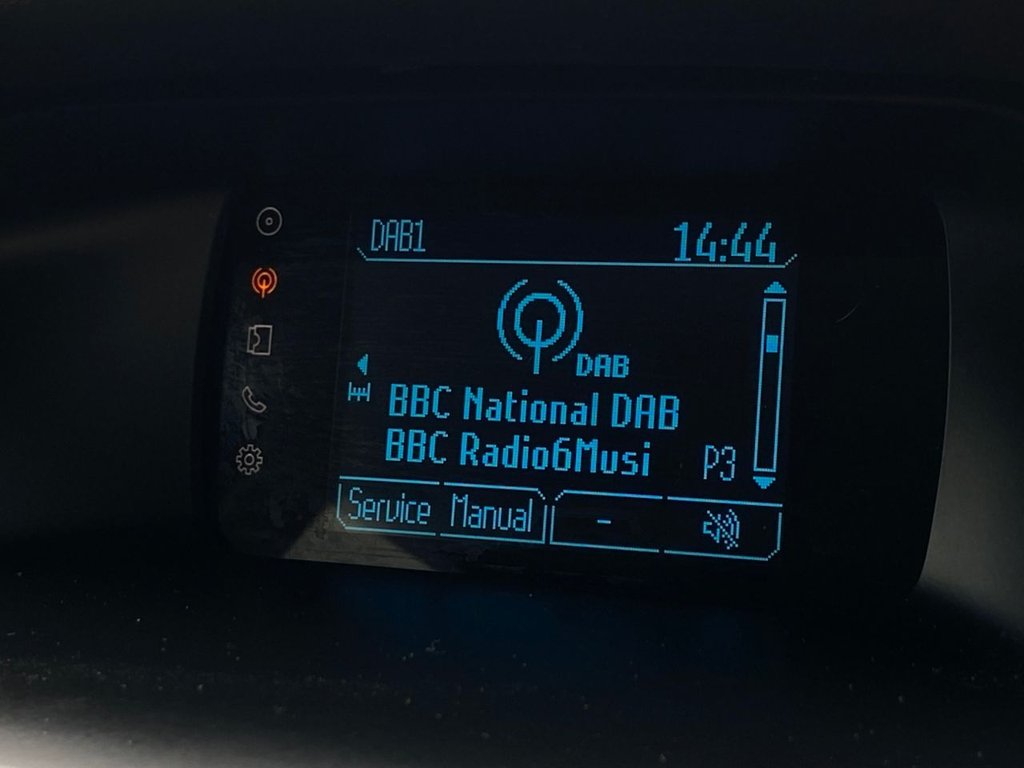 DAB1 14:44
DAB
BBC National DAB
BBC Radio6Musi P3
Service Manual -